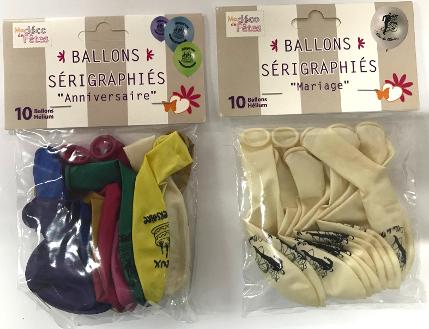 Ma déco
de Fêtes
BALLONS
SÉRIGRAPHIÉS
"Anniversaire"
10 Ballons
Hélium
Ma déco
de Fêtes
BALLONS
SÉRIGRAPHIÉS
"Mariage"
10 Ballons
Hélium